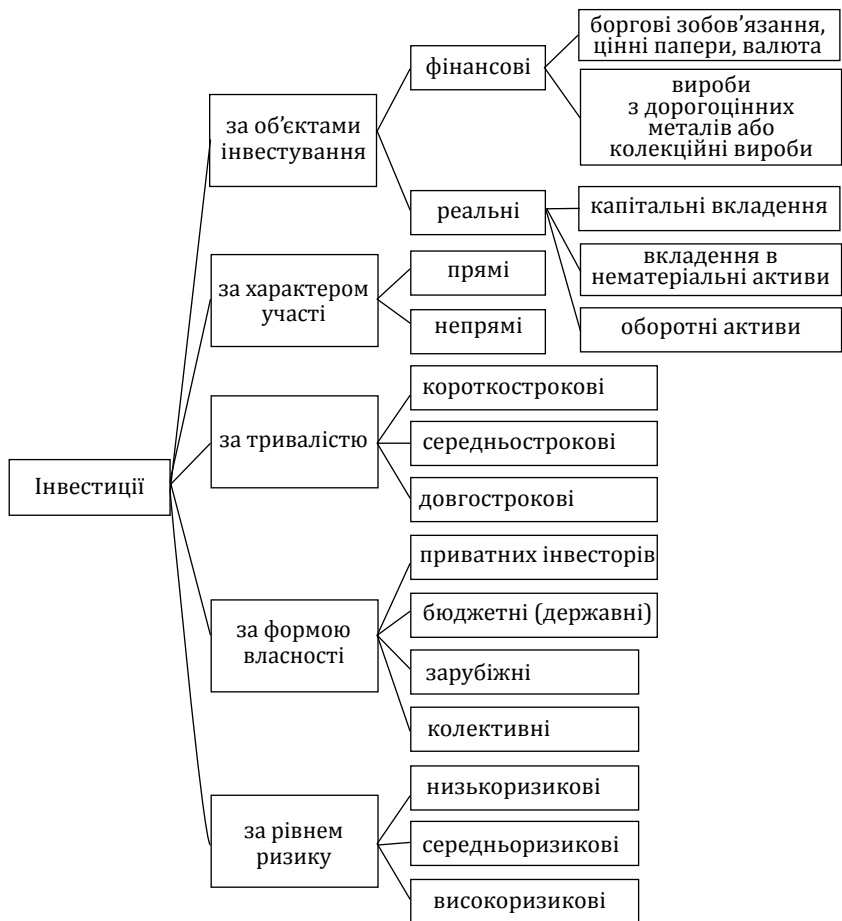 Інвестиції
за об’єктами
інвестування
фінансові
боргові зобов’язання,
цінні папери, валюта
вироби
з дорогоцінних
металів або
колекційні вироби
реальні
капітальні вкладення
вкладення в
нематеріальні активи
оборотні активи
за характером
участі
прямі
непрямі
за тривалістю
короткострокові
середньострокові
довгострокові
за формою
власності
приватних інвесторів
бюджетні (державні)
зарубіжні
колективні
за рівнем
ризику
низькоризикові
середньоризикові
високоризикові